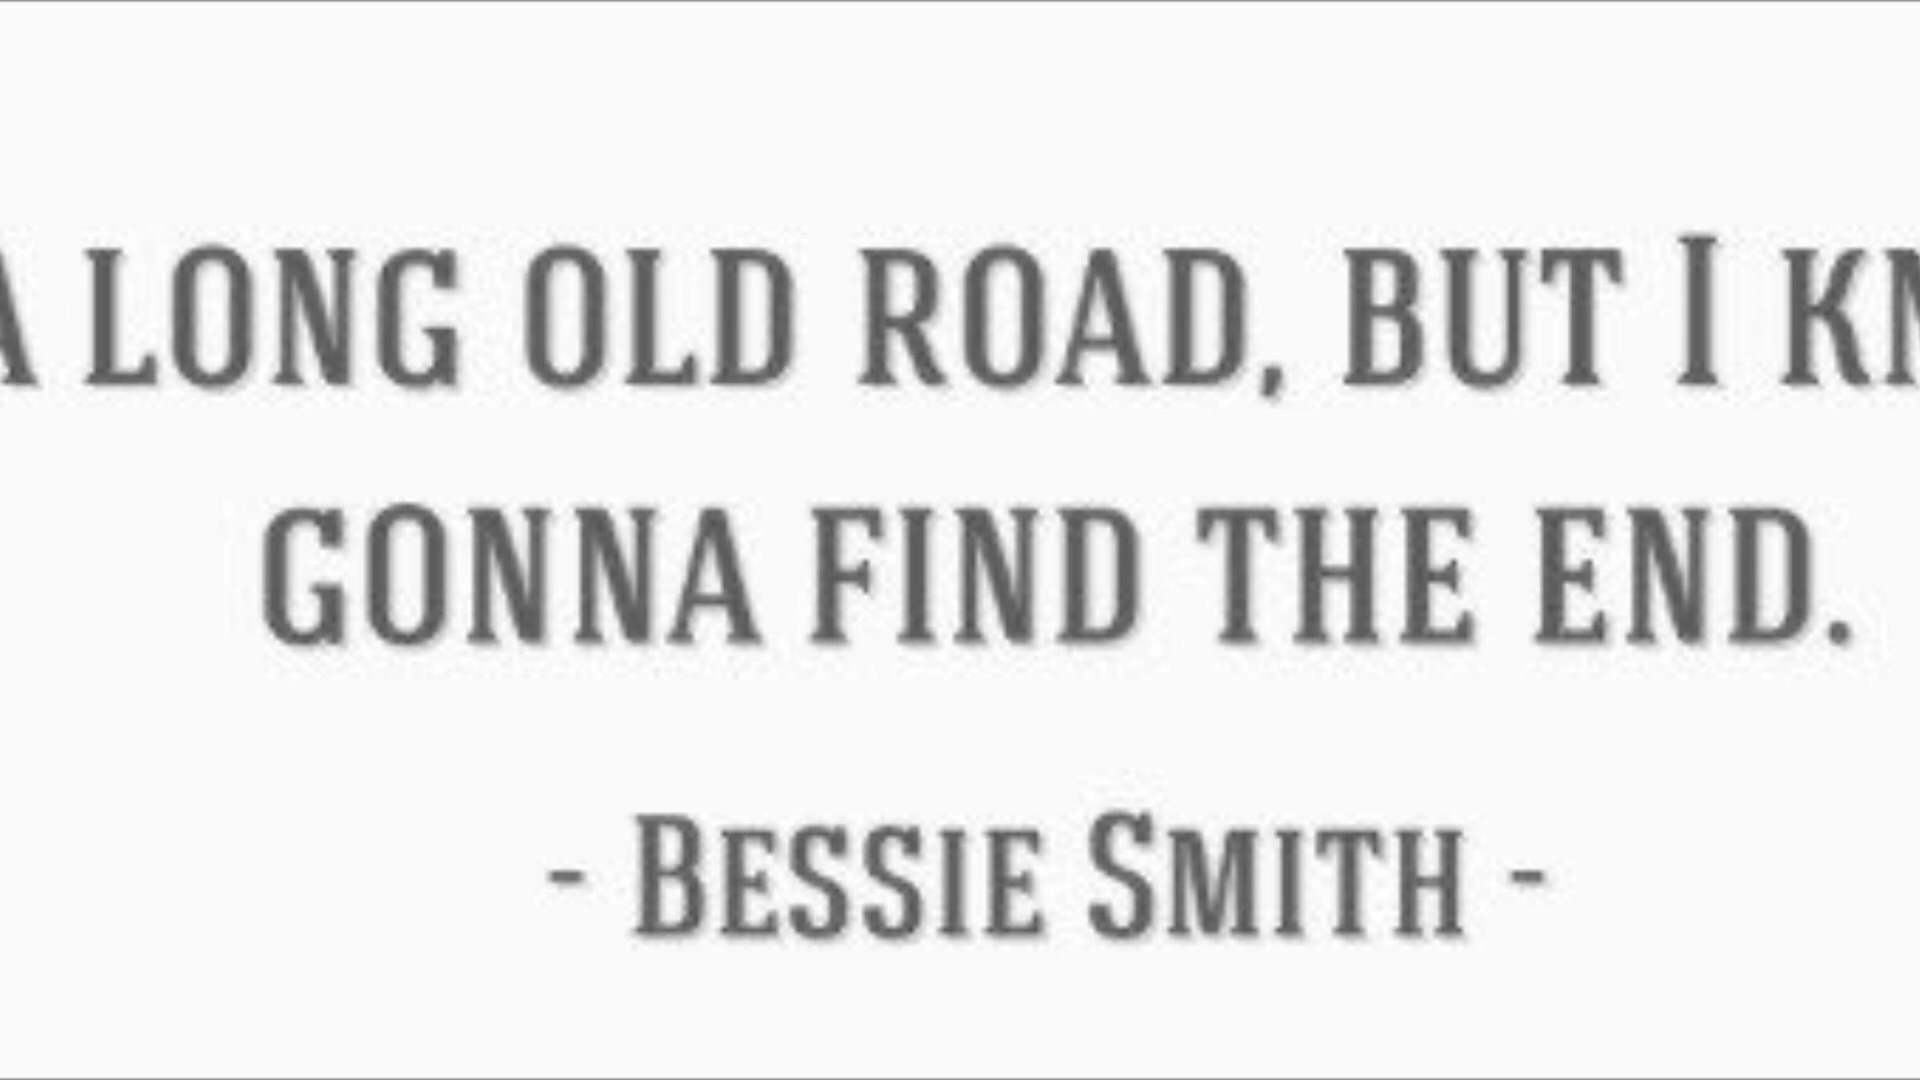 A LONG OLD ROAD, BUT I
GONNA FIND THE END.
- BESSIE SMITH -